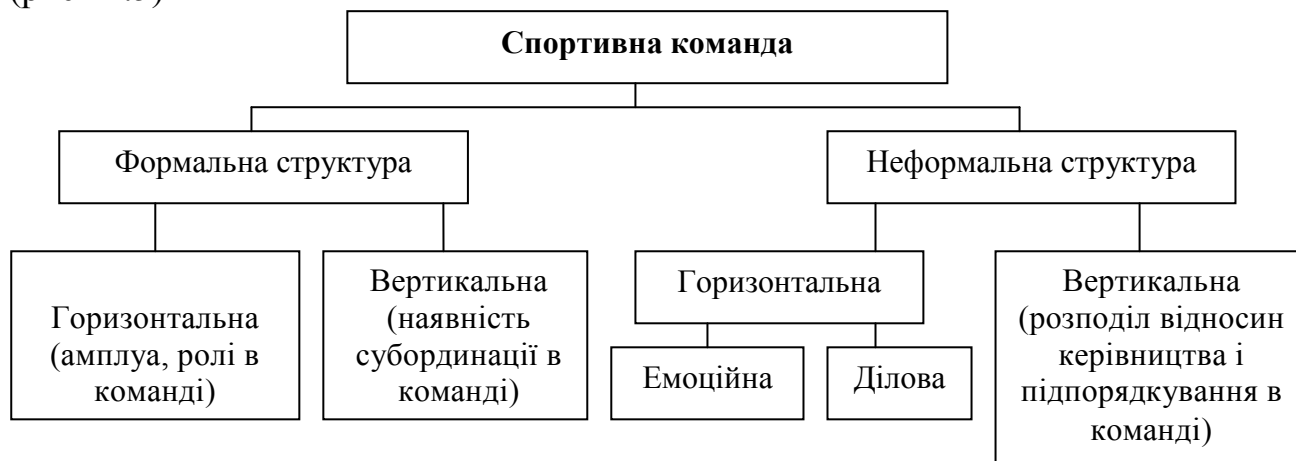 Спортивна команда
Формальна структура
Неформальна структура
Горизонтальна
(амплуа, ролі в
команді)
Вертикальна
(наявність
субординації в
команді)
Горизонтальна
Емоційна
Ділова
Вертикальна
(розподіл відносин
керівництва і
підпорядкування в
команді)